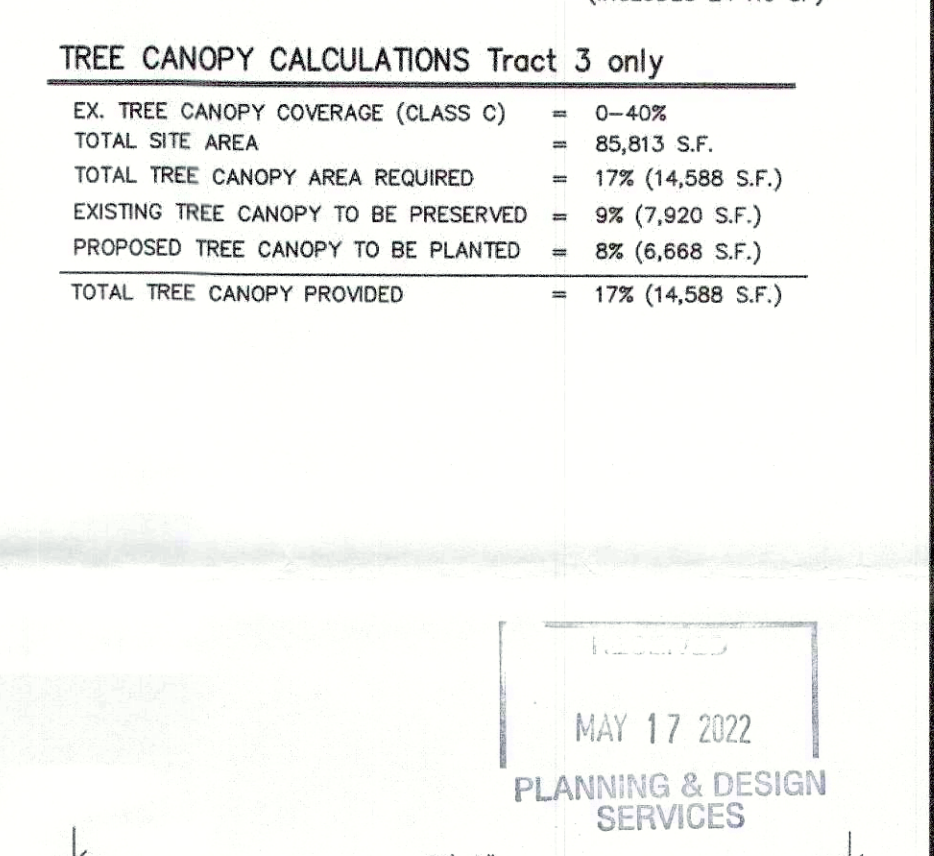 TREE CANOPY CALCULATIONS Tract 3 only
EX. TREE CANOPY COVERAGE (CLASS C) = 0-40%
TOTAL SITE AREA = 85,813 S.F.
TOTAL TREE CANOPY AREA REQUIRED = 17% (14,588 S.F.)
EXISTING TREE CANOPY TO BE PRESERVED = 9% (7,920 S.F.)
PROPOSED TREE CANOPY TO BE PLANTED = 8% (6,668 S.F.)
TOTAL TREE CANOPY PROVIDED = 17% (14,588 S.F.)
RECEIVED
MAY 17 2022
PLANNING & DESIGN
SERVICES